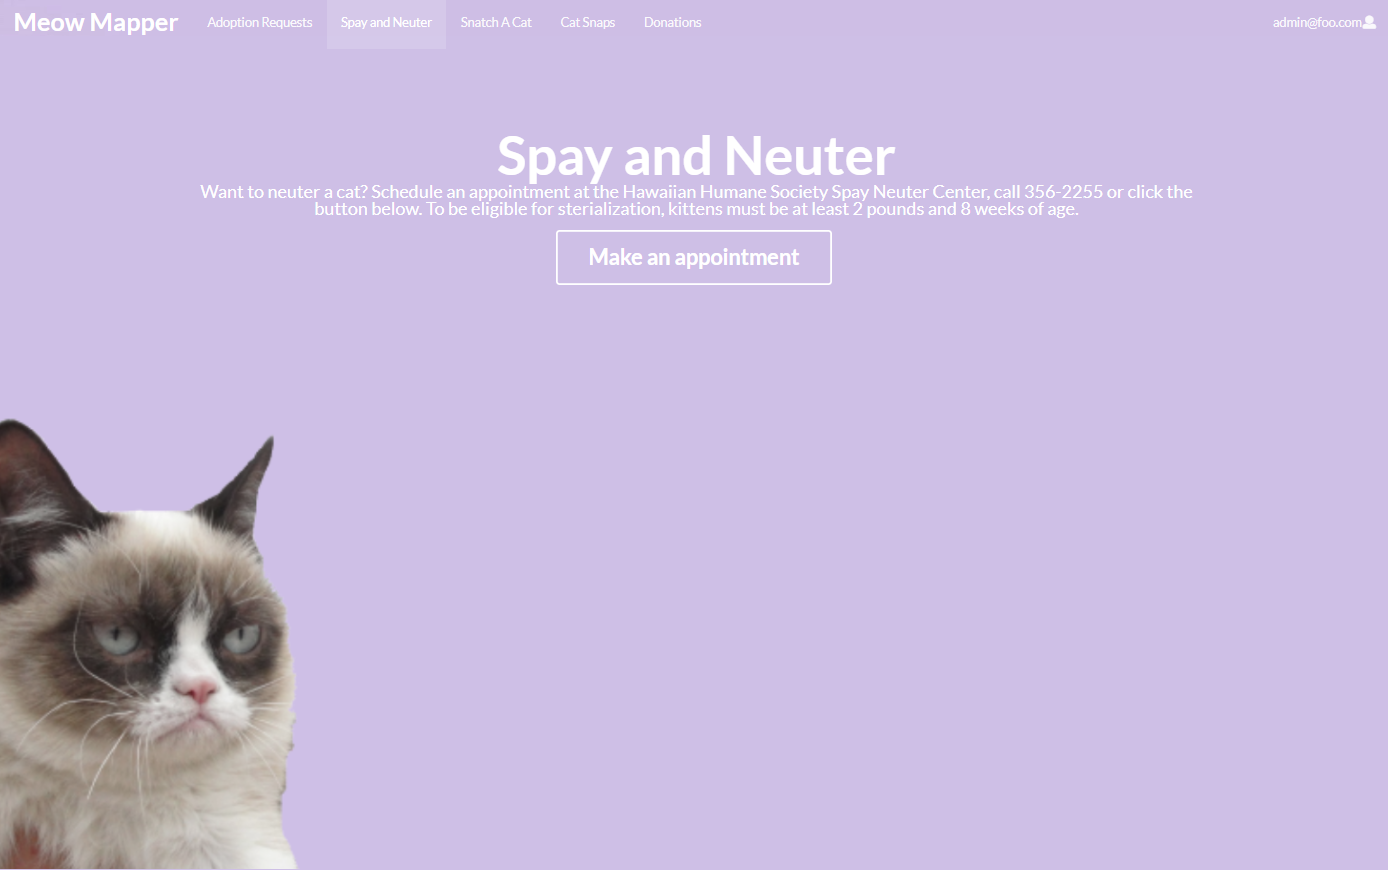 Meow Mapper Adoption Requests Spay and Neuter Snatch A Cat Cat Snaps Donations admin@foo.com
Spay and Neuter
Want to neuter a cat? Schedule an appointment at the Hawaiian Humane Society Spay Neuter Center, call 356-2255 or click the
button below. To be eligible for sterialization, kittens must be at least 2 pounds and 8 weeks of age.
Make an appointment